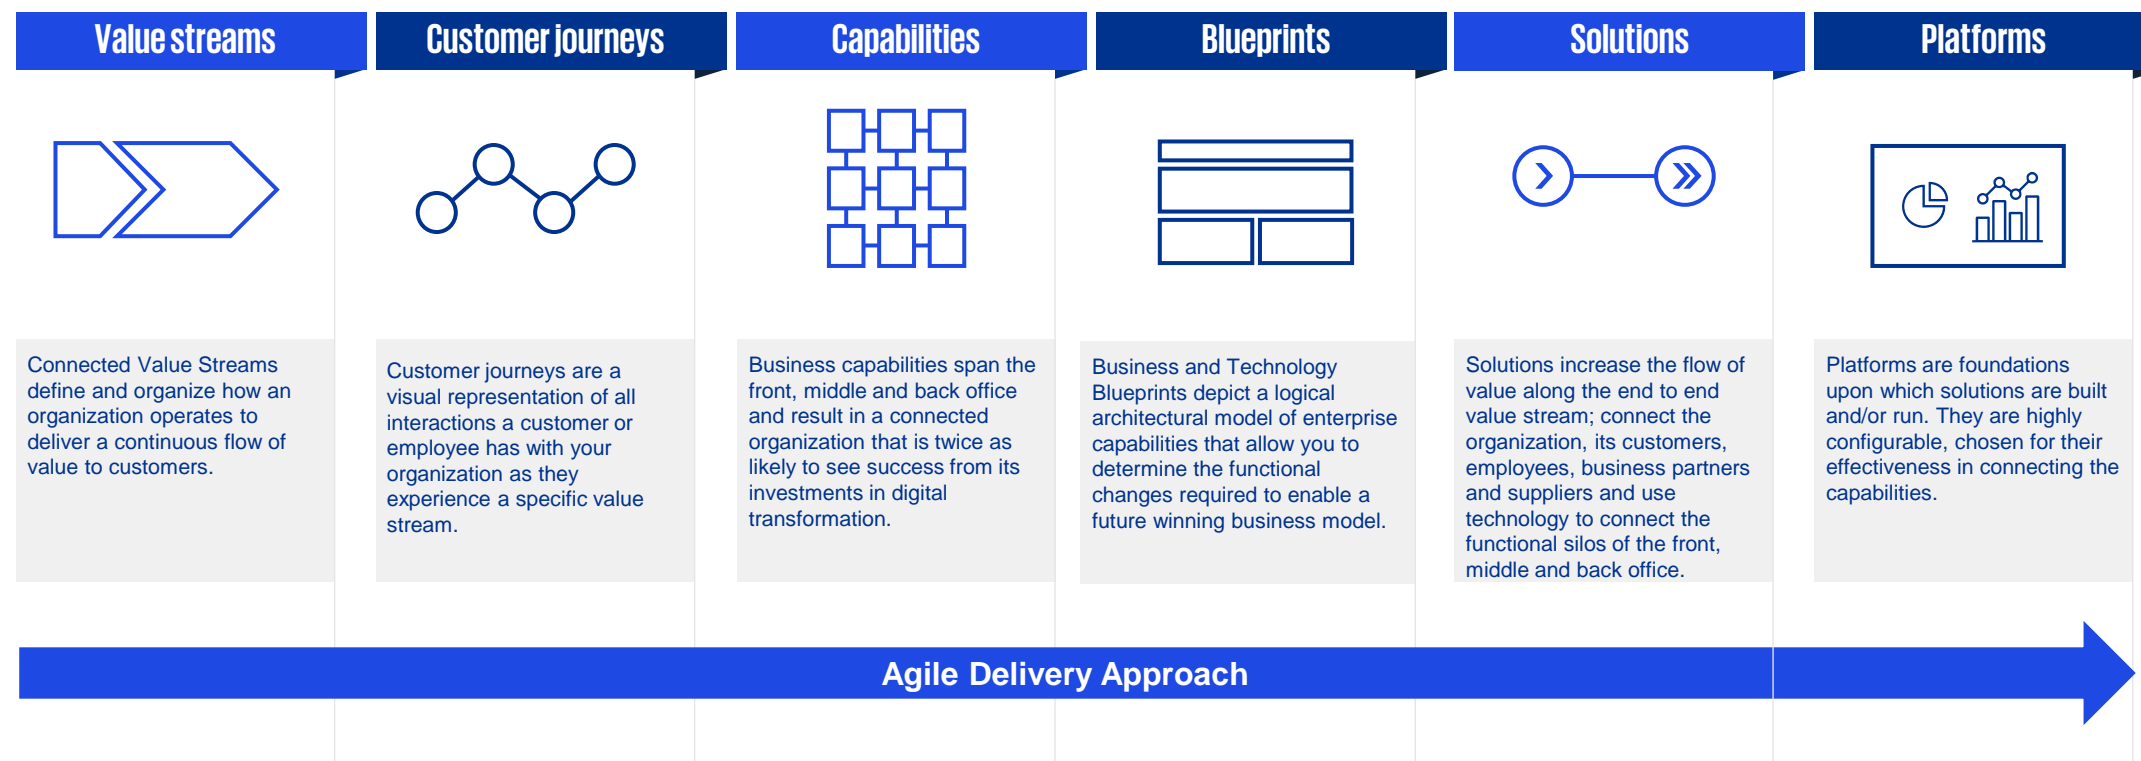 Value streams
Customer journeys
Capabilities
Blueprints
Solutions
Platforms
Connected Value Streams
define and organize how an
organization operates to
deliver a continuous flow of
value to customers.
Customer journeys are a
visual representation of all
interactions a customer or
employee has with your
organization as they
experience a specific value
stream.
Business capabilities span the
front, middle and back office
and result in a connected
organization that is twice as
likely to see success from its
investments in digital
transformation.
Business and Technology
Blueprints depict a logical
architectural model of enterprise
capabilities that allow you to
determine the functional
changes required to enable a
future winning business model.
Solutions increase the flow of
value along the end to end
value stream; connect the
organization, its customers,
employees, business partners
and suppliers and use
technology to connect the
functional silos of the front,
middle and back office.
Platforms are foundations
upon which solutions are built
and/or run. They are highly
configurable, chosen for their
effectiveness in connecting the
capabilities.
Agile Delivery Approach